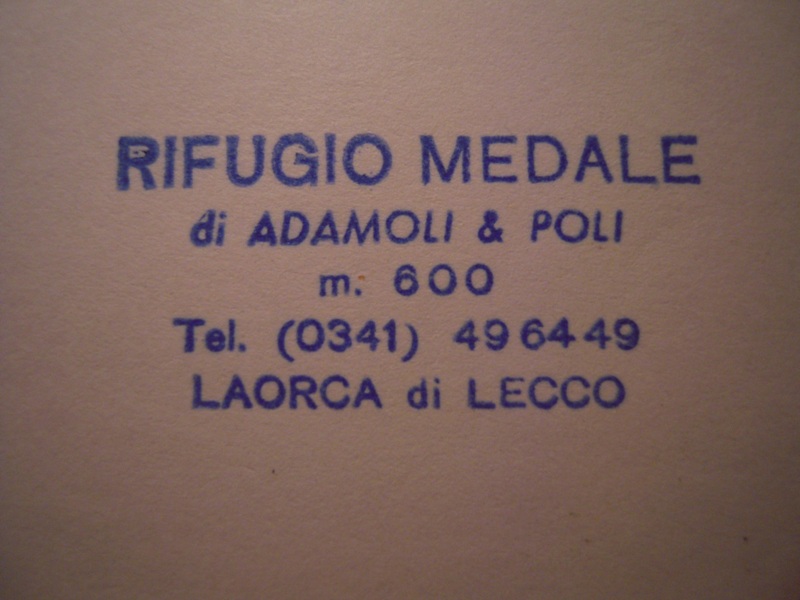 RIFUGIO MEDALE
di ADAMOLI & POLI
m. 600
Tel. (0341) 496449
LAORCA di LECCO